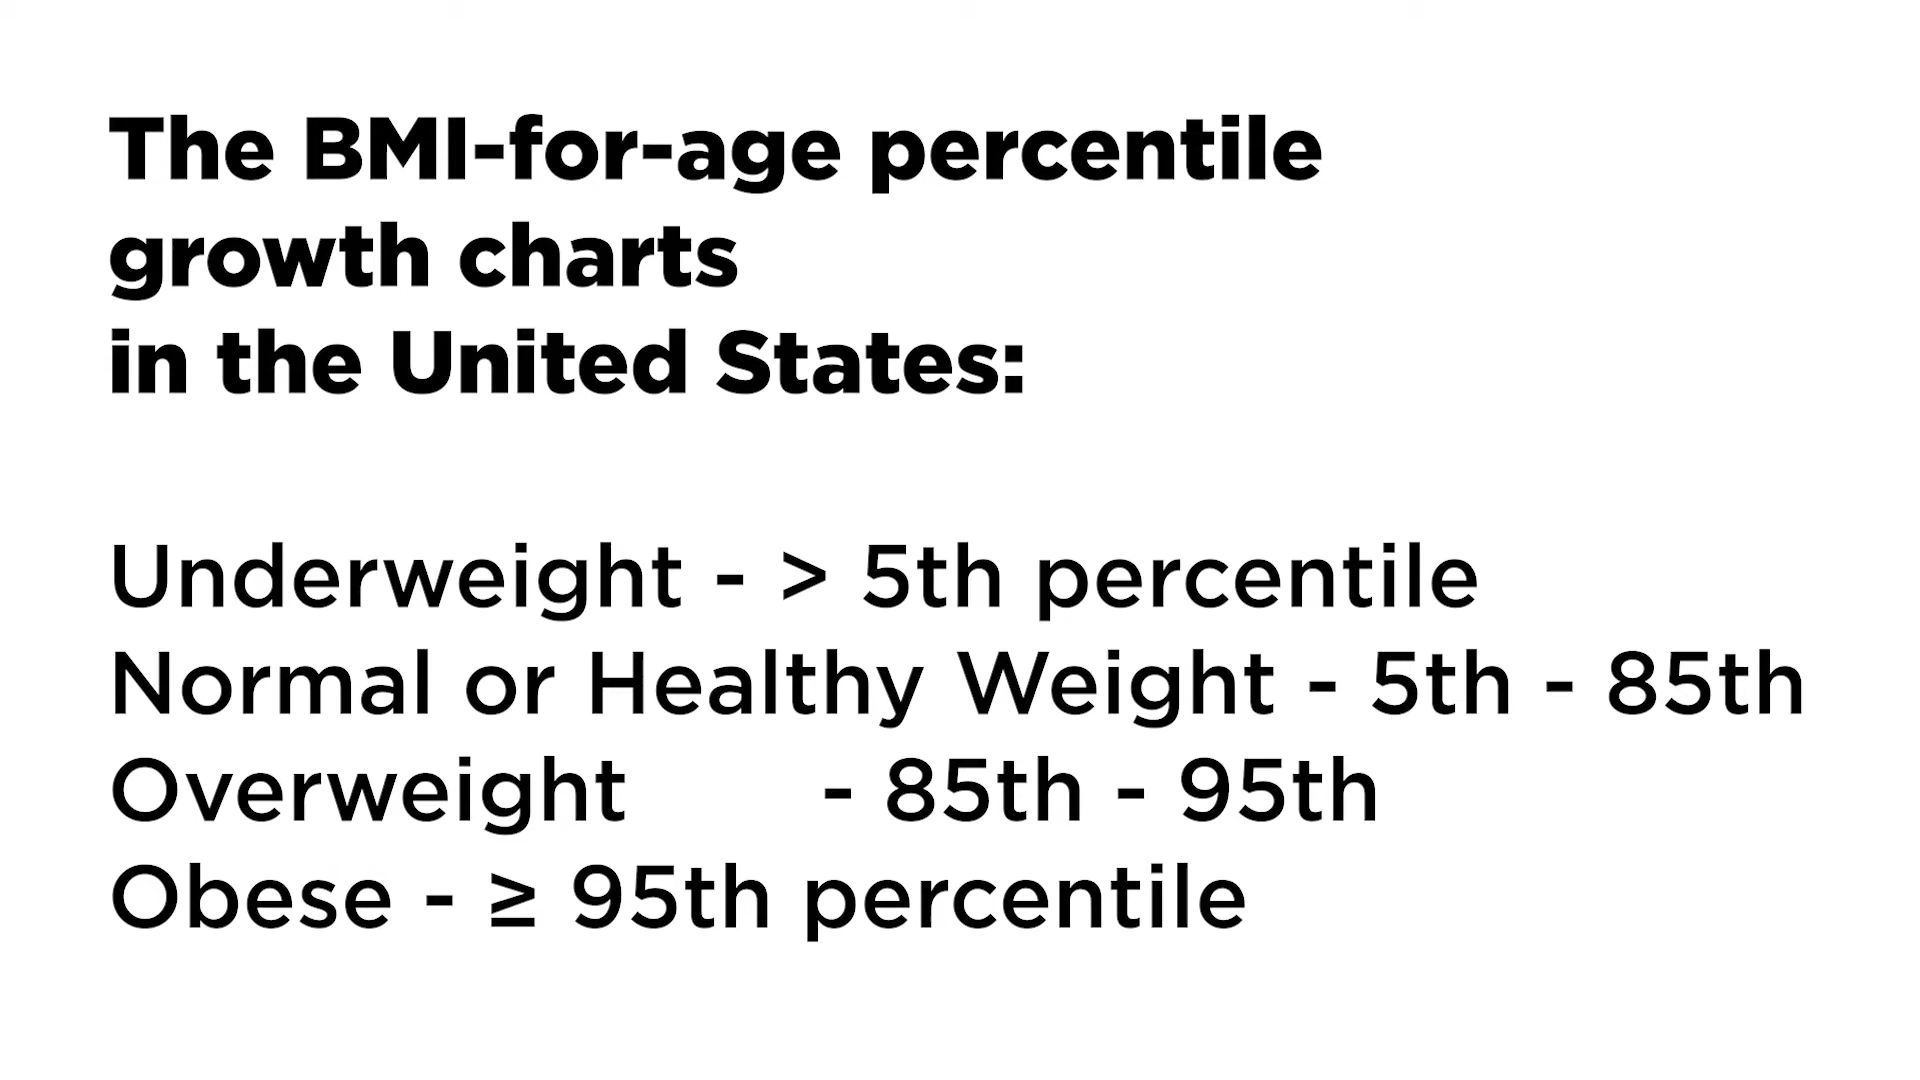 The BMI-for-age percentile
growth charts
in the United States:
Underweight - > 5th percentile
Normal or Healthy Weight - 5th - 85th
Overweight - 85th - 95th
Obese - ≥ 95th percentile